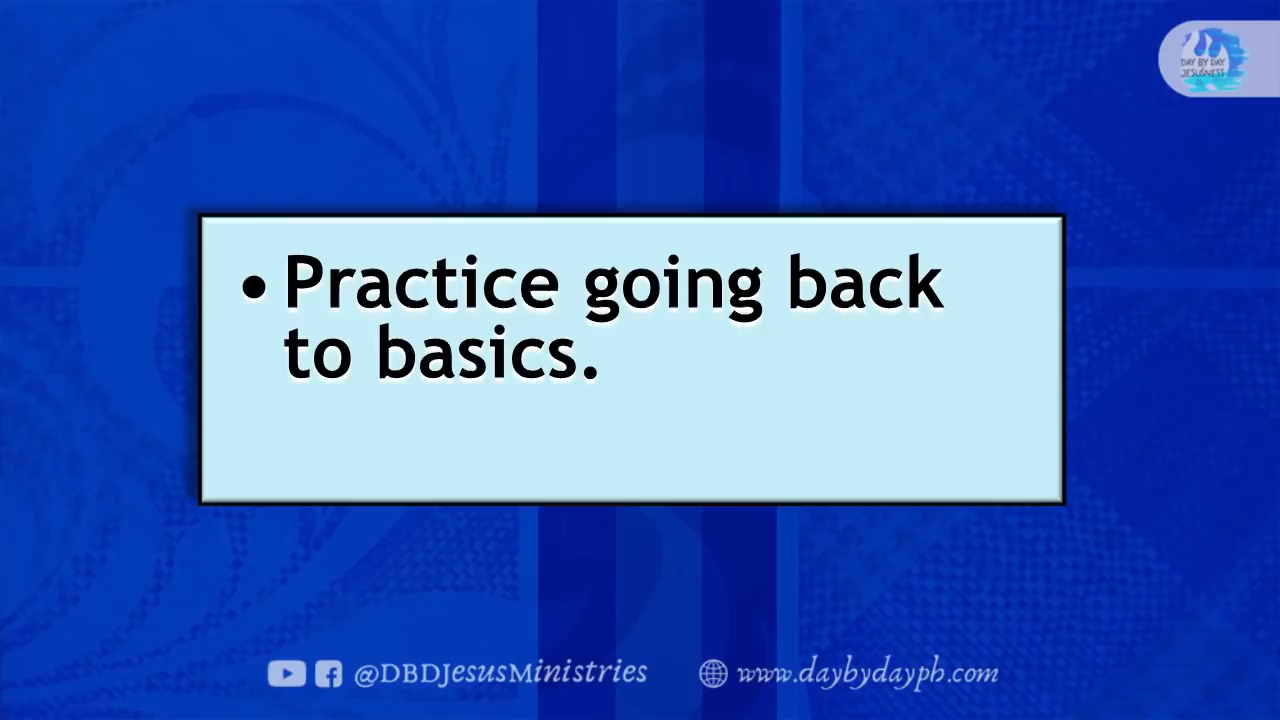 DAY BY DAY
JESUSNESS
• Practice going back
to basics.
@DBDJesusMinistries
www.daybydayph.com